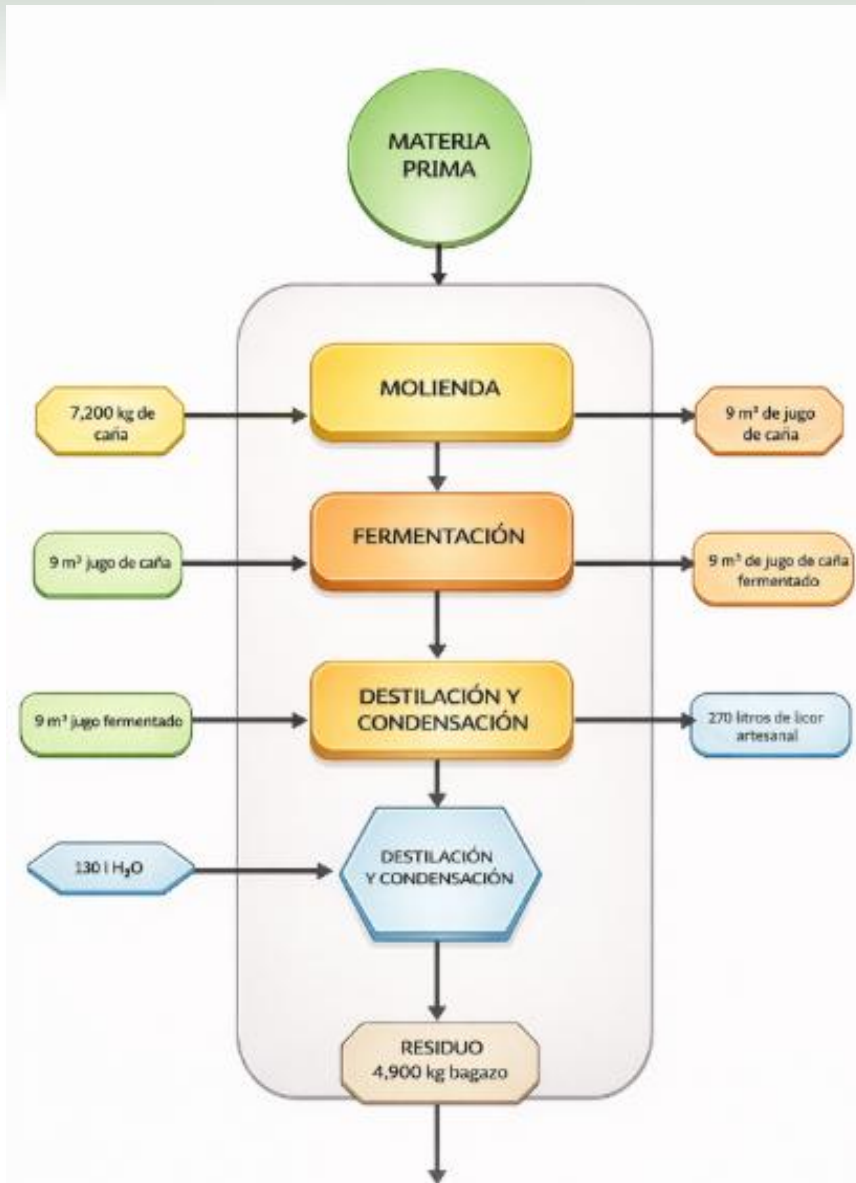 MATERIA
PRIMA
MOLIENDA
7,200 kg de
caña
9 m³ de jugo
de caña
FERMENTACIÓN
9 m³ jugo de caña
9 m³ de jugo de caña
fermentado
DESTILACIÓN Y
CONDENSACIÓN
9 m³ jugo fermentado
270 litros de licor
artesanal
130 l H₂O
DESTILACIÓN
Y CONDENSACIÓN
RESIDUO
4,900 kg bagazo